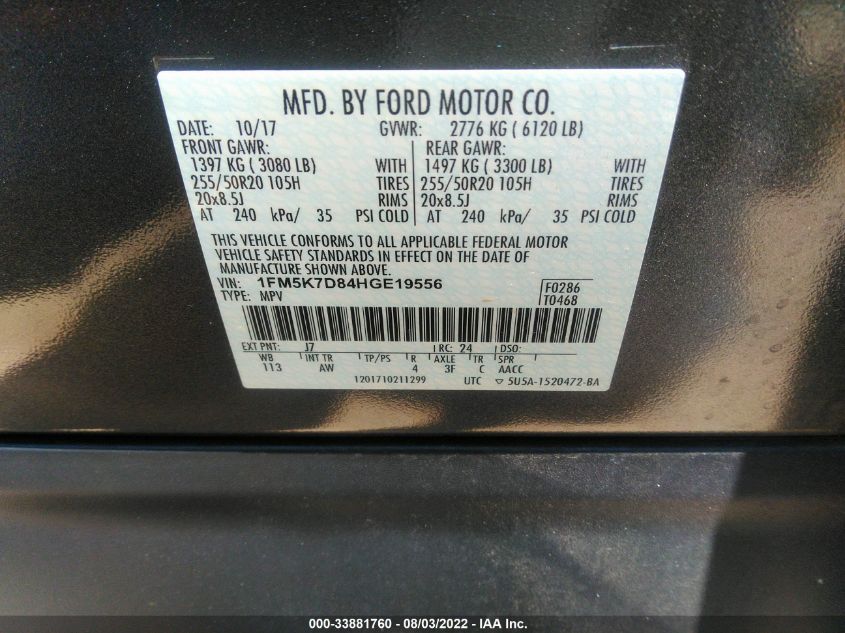 MFD. BY FORD MOTOR CO.
DATE: 10/17 GVWR: 2776 KG ( 6120 LB)
FRONT GAWR: REAR GAWR:
1397 KG ( 3080 LB) WITH 1497 KG ( 3300 LB) WITH
255/50R20 105H TIRES 255/50R20 105H TIRES
20x8.5J RIMS 20x8.5J RIMS
AT 240 kPa/ 35 PSI COLD AT 240 kPa/ 35 PSI COLD
THIS VEHICLE CONFORMS TO ALL APPLICABLE FEDERAL MOTOR
VEHICLE SAFETY STANDARDS IN EFFECT ON THE DATE OF
MANUFACTURE SHOWN ABOVE.
VIN: 1FM5K7D84HGE19556 F0286
TYPE: MPV T0468
EXT PNT: J7 RC: 24 DSO:
WB INT TR TP/PS R AXLE TR SPR
113 AW 4 3F C AACC
1201710211299 UTC ▽ 5U5A-1520472-BA
000-33881760 - 08/03/2022 - IAA Inc.